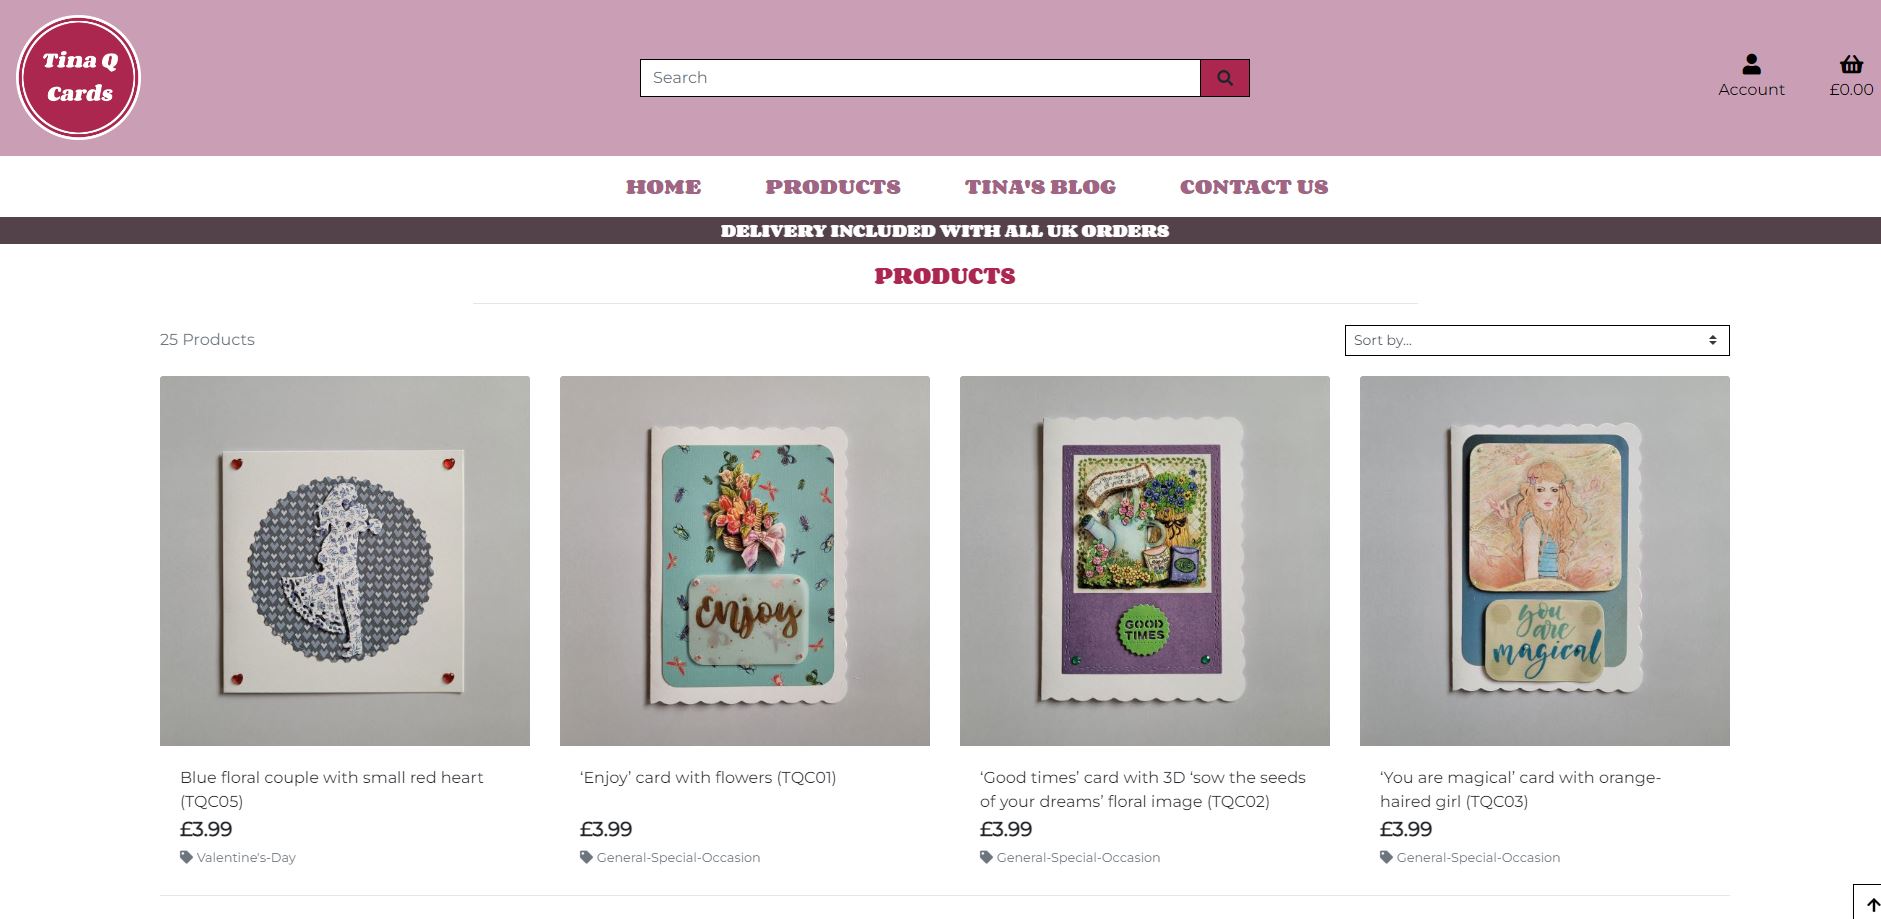 Tina Q
Cards
Search
Account
£0.00
HOME
PRODUCTS
TINA'S BLOG
CONTACT US
DELIVERY INCLUDED WITH ALL UK ORDERS
PRODUCTS
25 Products
Sort by...
Enjoy
GOOD
TIMES
you
are
magical
Blue floral couple with small red heart
(TQC05)
£3.99
Valentine's-Day
‘Enjoy’ card with flowers (TQC01)
£3.99
General-Special-Occasion
‘Good times’ card with 3D ‘sow the seeds
of your dreams’ floral image (TQC02)
£3.99
General-Special-Occasion
‘You are magical’ card with orange-
haired girl (TQC03)
£3.99
General-Special-Occasion